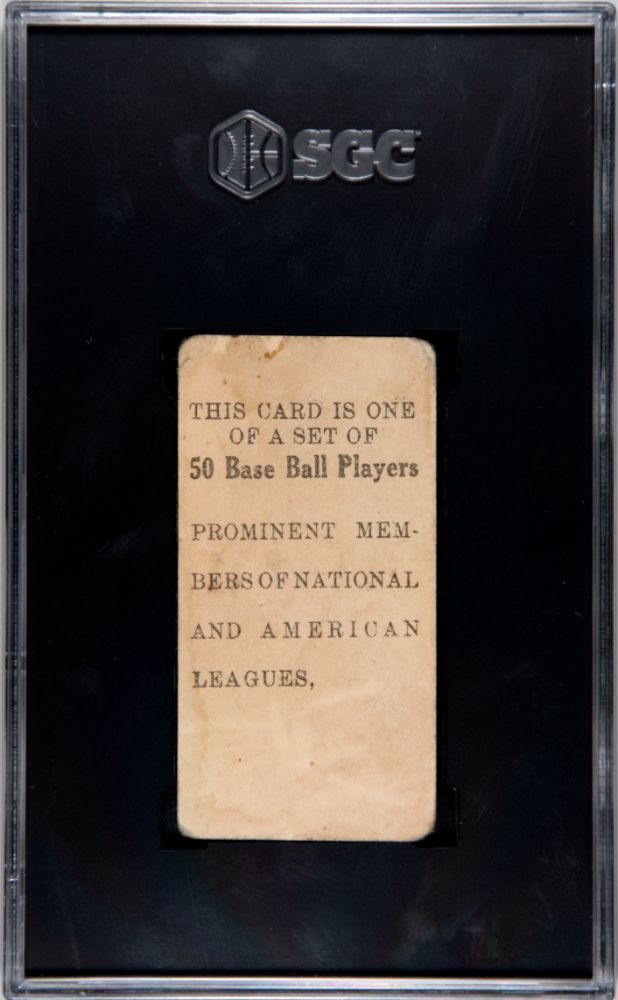 SGC
THIS CARD IS ONE
OF A SET OF
50 Base Ball Players
PROMINENT MEM-
BERS OF NATIONAL
AND AMERICAN
LEAGUES,